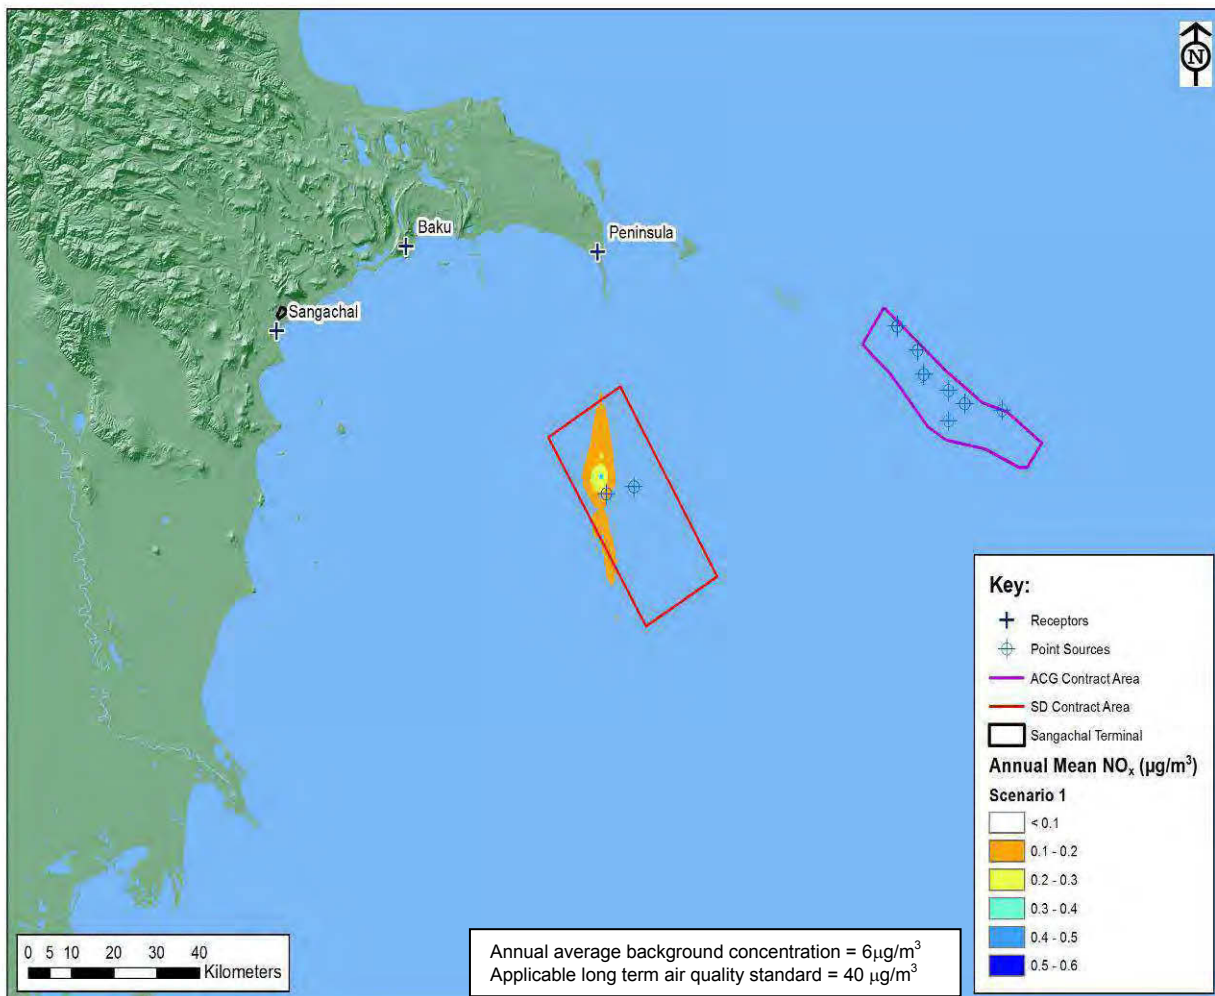 N
Baku
Peninsula
Sangachal
Key:
Receptors
Point Sources
ACG Contract Area
SD Contract Area
Sangachal Terminal
Annual Mean NOₓ (µg/m³)
Scenario 1
< 0.1
0.1 - 0.2
0.2 - 0.3
0.3 - 0.4
0.4 - 0.5
0.5 - 0.6
0 5 10 20 30 40
Kilometers
Annual average background concentration = 6µg/m³
Applicable long term air quality standard = 40 µg/m³